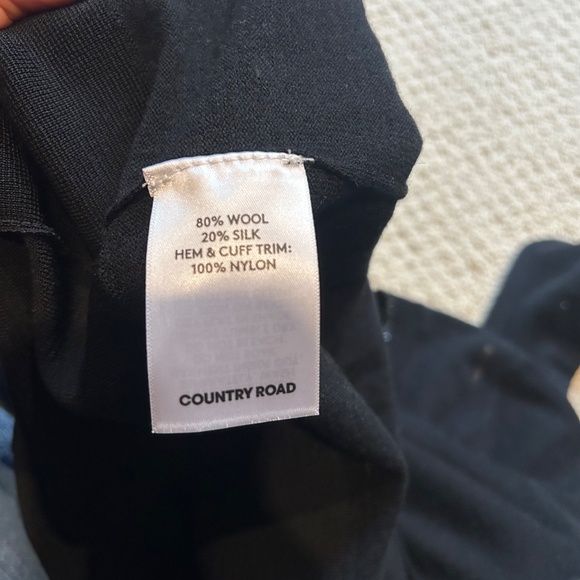 80% WOOL
20% SILK
HEM & CUFF TRIM:
100% NYLON
COUNTRY ROAD